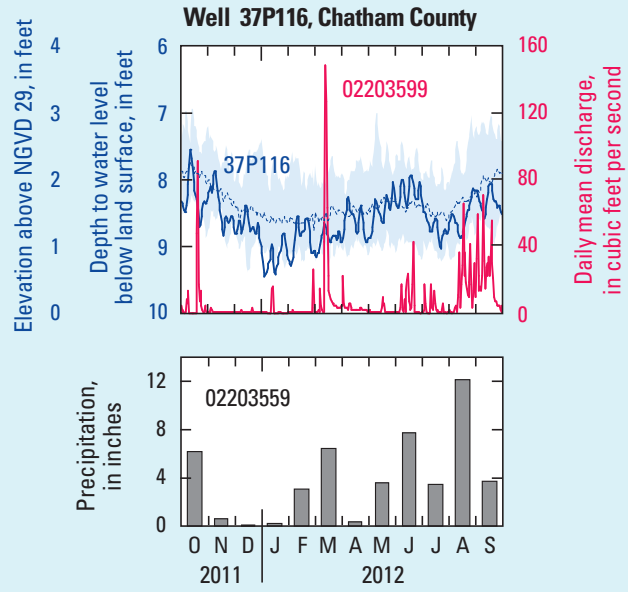 Well 37P116, Chatham County
Elevation above NGVD 29, in feet
4
3
2
1
0
Depth to water level
below land surface, in feet
6
7
8
9
10
02203599
37P116
160
120
80
40
0
Daily mean discharge,
in cubic feet per second
Precipitation,
in inches
12
8
4
0
02203559
O N D J F M A M J J A S
2011 2012